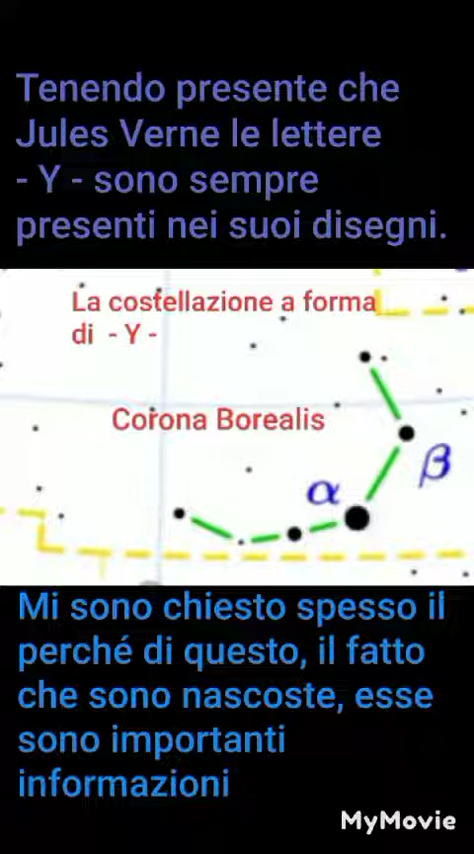 Tenendo presente che
Jules Verne le lettere
- Y - sono sempre
presenti nei suoi disegni.
La costellazione a forma
di - Y -
Corona Borealis
β
α
Mi sono chiesto spesso il
perché di questo, il fatto
che sono nascoste, esse
sono importanti
informazioni
MyMovie